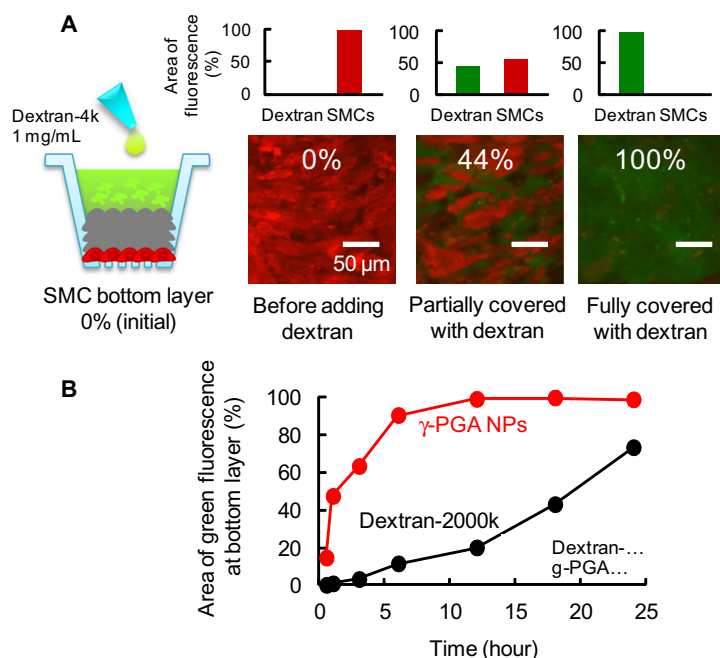 A
Area of
fluorescence
(%)
100
50
0
Dextran SMCs
100
50
0
Dextran SMCs
100
50
0
Dextran SMCs
Dextran-4k
1 mg/mL
SMC bottom layer
0% (initial)
0%
50 μm
Before adding
dextran
44%
Partially covered
with dextran
100%
Fully covered
with dextran
B
Area of green fluorescence
at bottom layer (%)
100
80
60
40
20
0
γ-PGA NPs
Dextran-2000k
Dextran-…
g-PGA…
0
5
10
15
20
25
Time (hour)